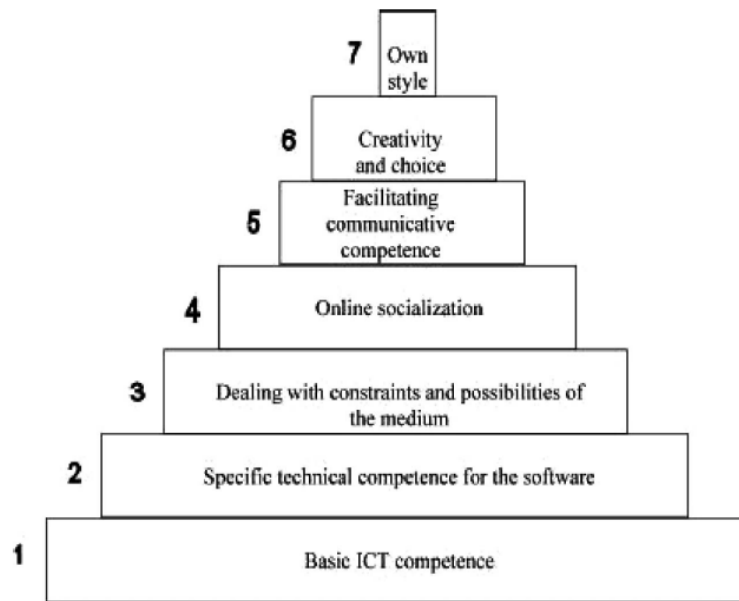 7
Own
style
6
Creativity
and choice
5
Facilitating
communicative
competence
4
Online socialization
3
Dealing with constraints and possibilities of
the medium
2
Specific technical competence for the software
1
Basic ICT competence